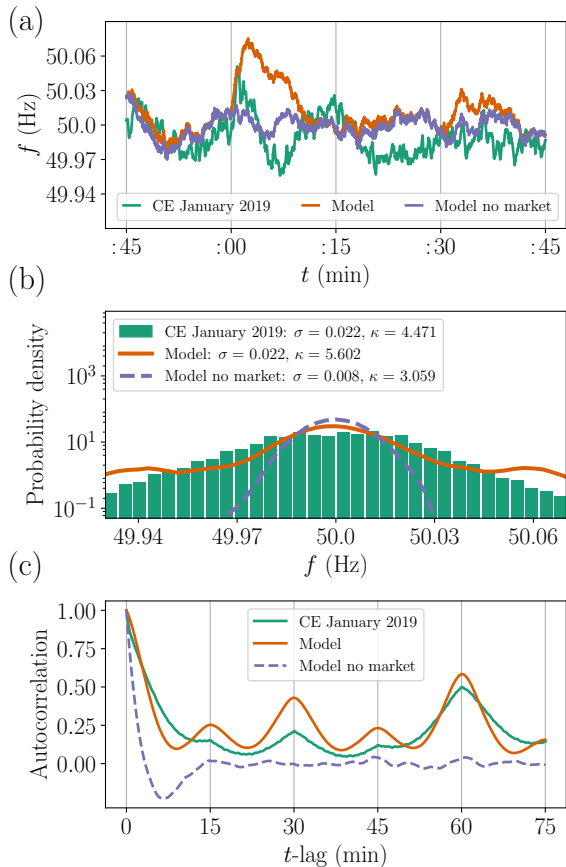 (a)
50.06
50.03
50.0
49.97
49.94
f (Hz)
CE January 2019 Model Model no market
:45 :00 :15 :30 :45
t (min)
(b)
CE January 2019: σ = 0.022, κ = 4.471
Model: σ = 0.022, κ = 5.602
Model no market: σ = 0.008, κ = 3.059
10³
10¹
10⁻¹
Probability density
49.94 49.97 50.0 50.03 50.06
f (Hz)
(c)
CE January 2019
Model
Model no market
1.00
0.75
0.50
0.25
0.00
Autocorrelation
0 15 30 45 60 75
t-lag (min)